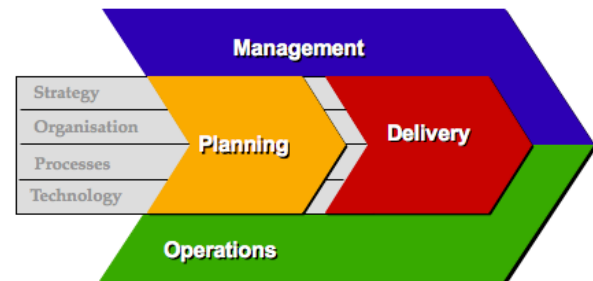 Management
Strategy
Organisation
Processes
Technology
Planning
Delivery
Operations